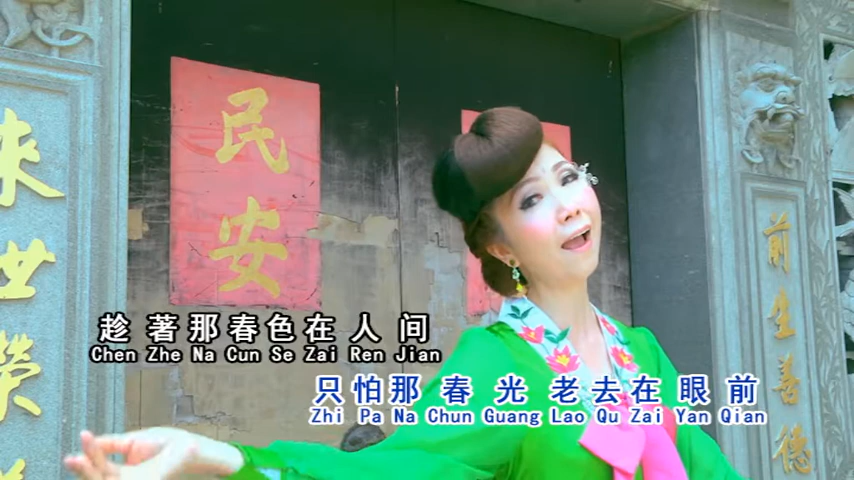 來世榮
民安
前生善德
趁著那春色在人间
Chen Zhe Na Cun Se Zai Ren Jian
只怕那春光老去在眼前
Zhi Pa Na Chun Guang Lao Qu Zai Yan Qian